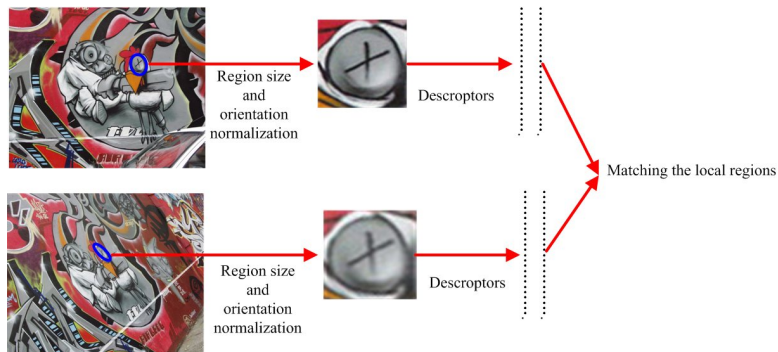 Region size
and
orientation
normalization
Descroptors
Matching the local regions
Region size
and
orientation
normalization
Descroptors